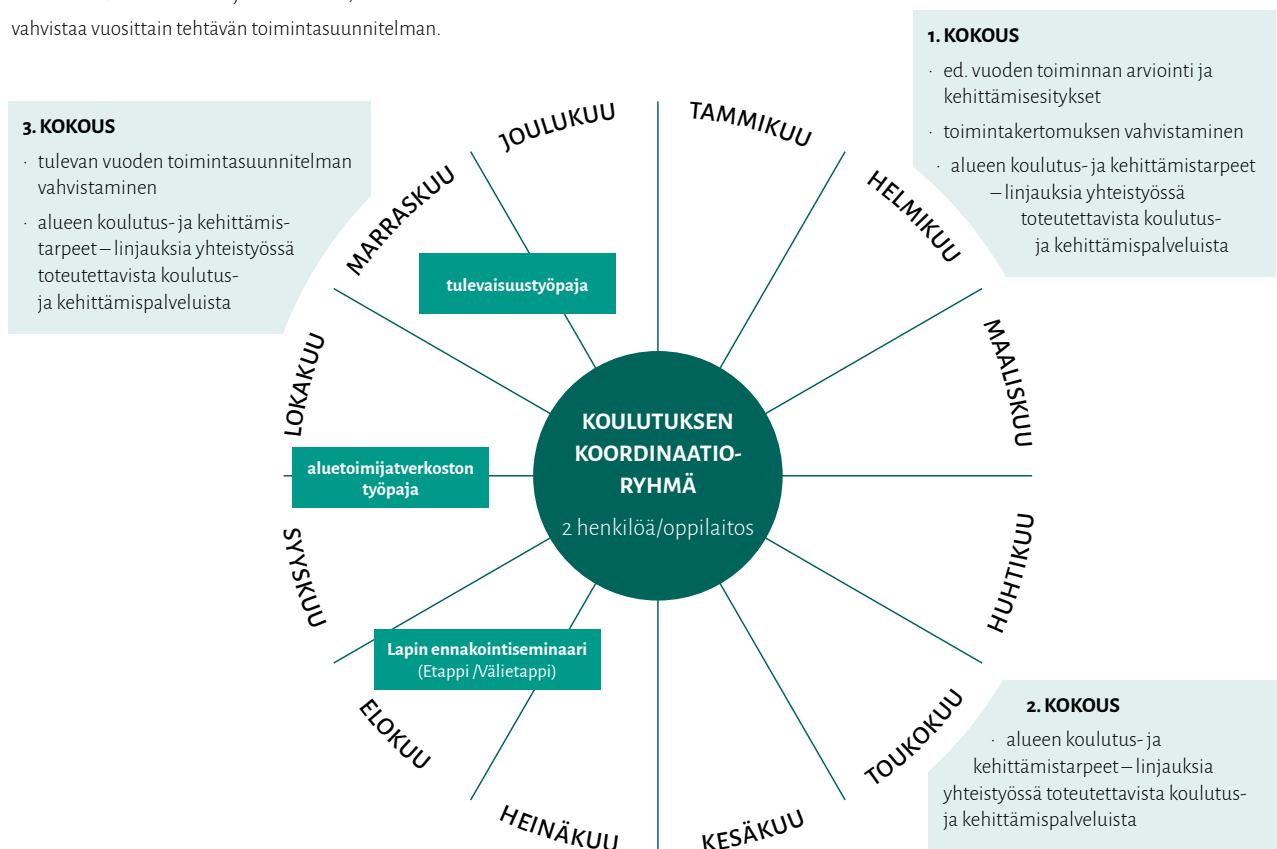 vahvistaa vuosittain tehtävän toimintasuunnitelman.
1. KOKOUS
· ed. vuoden toiminnan arviointi ja
kehittämisesitykset
· toimintakertomuksen vahvistaminen
· alueen koulutus- ja kehittämistarpeet
– linjauksia yhteistyössä
toteutettavista koulutus-
ja kehittämispalveluista
3. KOKOUS
· tulevan vuoden toimintasuunnitelman
vahvistaminen
· alueen koulutus- ja kehittämis-
tarpeet – linjauksia yhteistyössä
toteutettavista koulutus-
ja kehittämispalveluista
TAMMIKUU
HELMIKUU
MAALISKUU
HUHTIKUU
TOUKOKUU
KESÄKUU
HEINÄKUU
ELOKUU
SYYSKUU
LOKAKUU
MARRASKUU
JOULUKUU
tulevaisuustyöpaja
aluetoimijatverkoston
työpaja
Lapin ennakointiseminaari
(Etappi /Välietappi)
KOULUTUKSEN
KOORDINAATIO-
RYHMÄ
2 henkilöä/oppilaitos
2. KOKOUS
· alueen koulutus- ja
kehittämistarpeet – linjauksia
yhteistyössä toteutettavista koulutus-
ja kehittämispalveluista